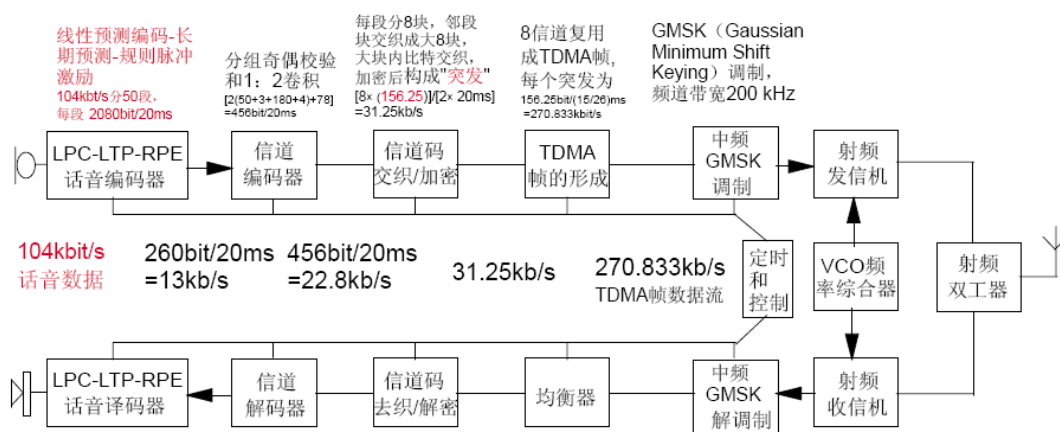 线性预测编码-长
期预测-规则脉冲
激励
104kbt/s分50段,
每段 2080bit/20ms
分组奇偶校验
和1：2卷积
[2(50+3+180+4)+78]
=456bit/20ms
每段分8块，邻段
块交织成大8块，
大块内比特交织，
加密后构成"突发"
[8× (156.25)]/[2× 20ms]
=31.25kb/s
8信道复用
成TDMA帧,
每个突发为
156.25bit/(15/26)ms
=270.833kbit/s
GMSK（Gaussian
Minimum Shift
Keying）调制，
频道带宽200 kHz
LPC-LTP-RPE
话音编码器
信道
编码器
信道码
交织/加密
TDMA
帧的形成
中频
GMSK
调制
射频
发信机
104kbit/s
话音数据
260bit/20ms
=13kb/s
456bit/20ms
=22.8kb/s
31.25kb/s
270.833kb/s
TDMA帧数据流
定时
和
控制
VCO频
率综合器
射频
双工器
LPC-LTP-RPE
话音译码器
信道
解码器
信道码
去织/解密
均衡器
中频
GMSK
解调制
射频
收信机